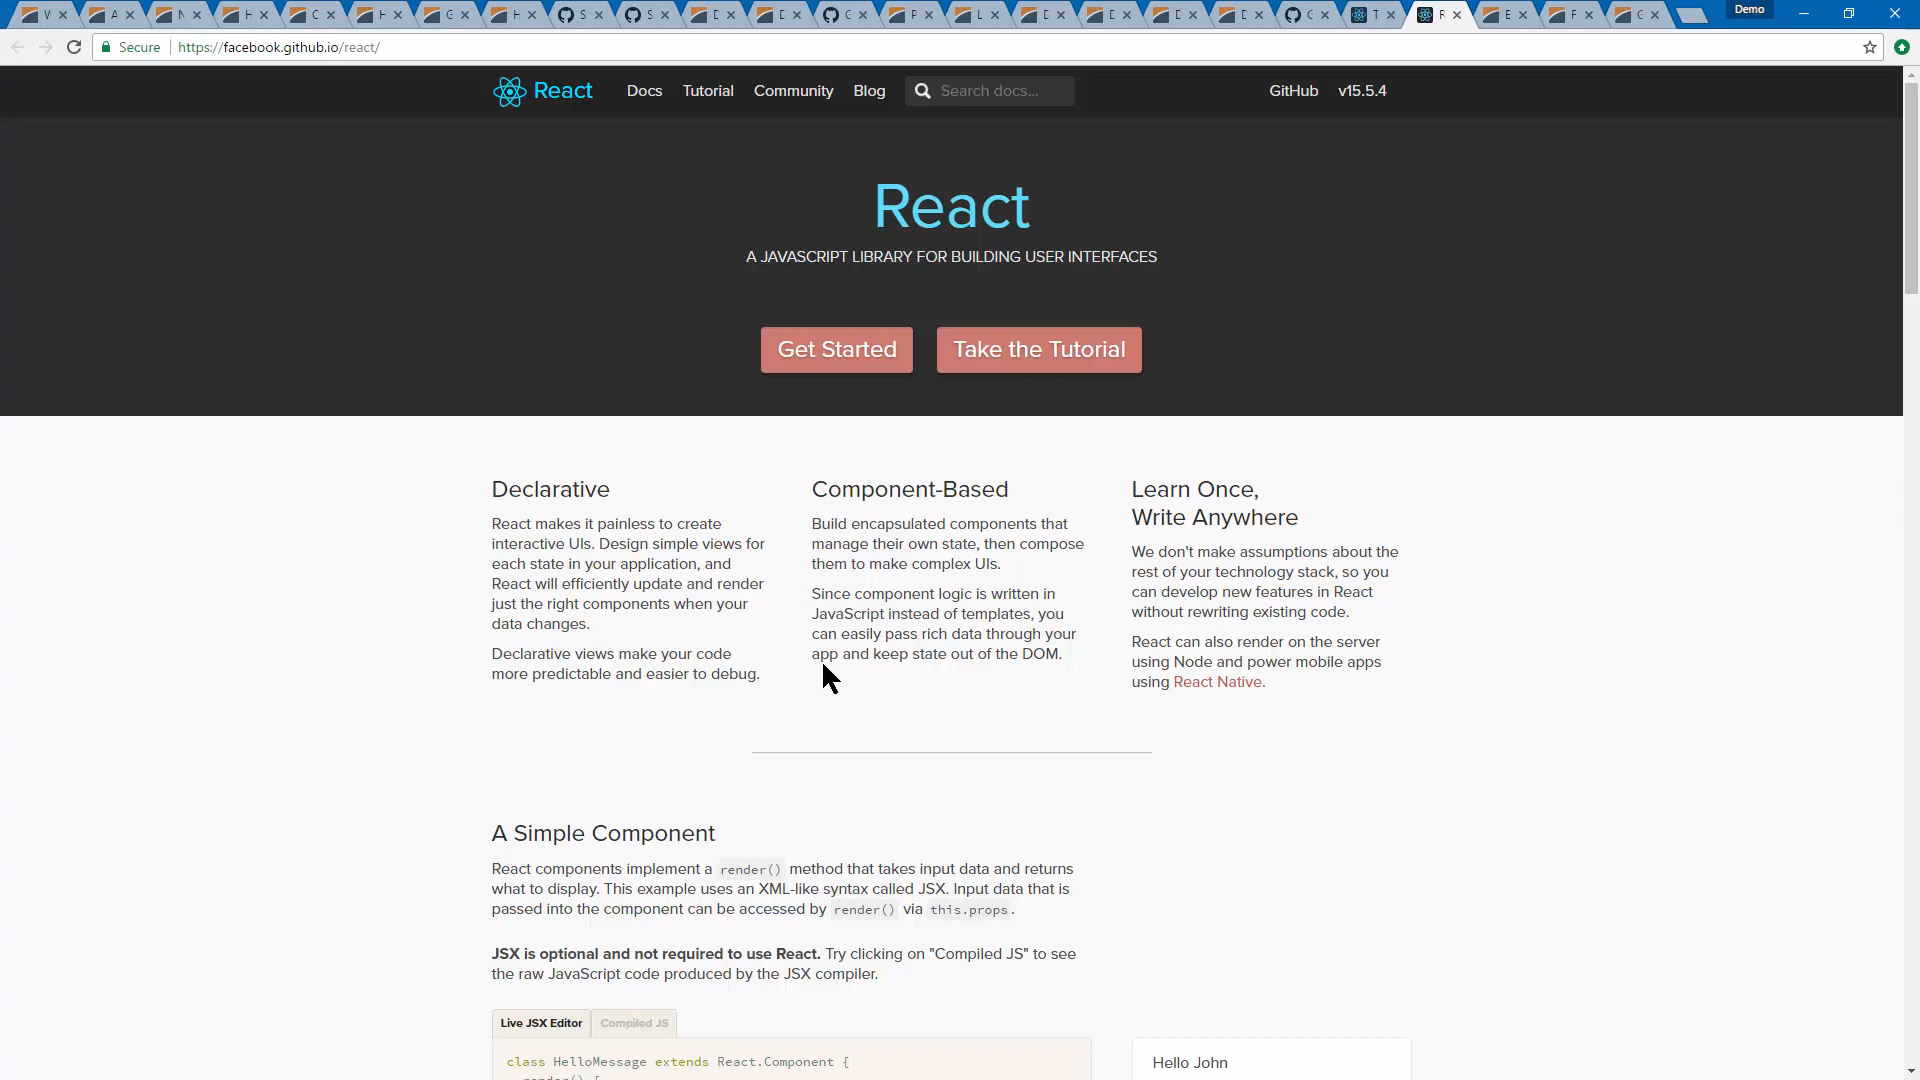 Demo
Secure
https://facebook.github.io/react/
React
Docs
Tutorial
Community
Blog
Search docs...
GitHub
v15.5.4
React
A JAVASCRIPT LIBRARY FOR BUILDING USER INTERFACES
Get Started
Take the Tutorial
Declarative
React makes it painless to create
interactive UIs. Design simple views for
each state in your application, and
React will efficiently update and render
just the right components when your
data changes.
Declarative views make your code
more predictable and easier to debug.
Component-Based
Build encapsulated components that
manage their own state, then compose
them to make complex UIs.
Since component logic is written in
JavaScript instead of templates, you
can easily pass rich data through your
app and keep state out of the DOM.
Learn Once,
Write Anywhere
We don't make assumptions about the
rest of your technology stack, so you
can develop new features in React
without rewriting existing code.
React can also render on the server
using Node and power mobile apps
using React Native.
A Simple Component
React components implement a render() method that takes input data and returns
what to display. This example uses an XML-like syntax called JSX. Input data that is
passed into the component can be accessed by render() via this.props.
JSX is optional and not required to use React. Try clicking on "Compiled JS" to see
the raw JavaScript code produced by the JSX compiler.
Live JSX Editor
Compiled JS
class HelloMessage extends React.Component {
render() {
Hello John